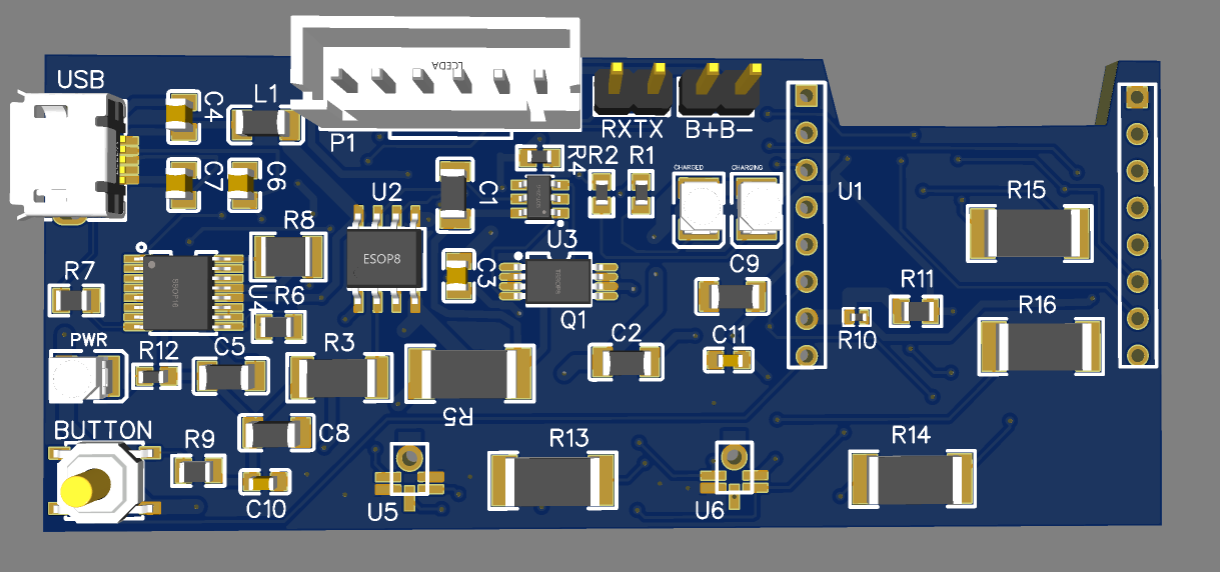 USB
C4
L1
LCEDA
P1
RXTX
B+B-
CHARGED
CHARGING
C7
C6
U2
C1
R4
R2
R1
U1
R15
R8
ESOP8
U3
C9
R7
U4
R6
C3
Q1
R11
R16
PWR
R12
C5
R3
C2
C11
R10
R5
BUTTON
R9
C8
C10
R13
R14
U5
U6